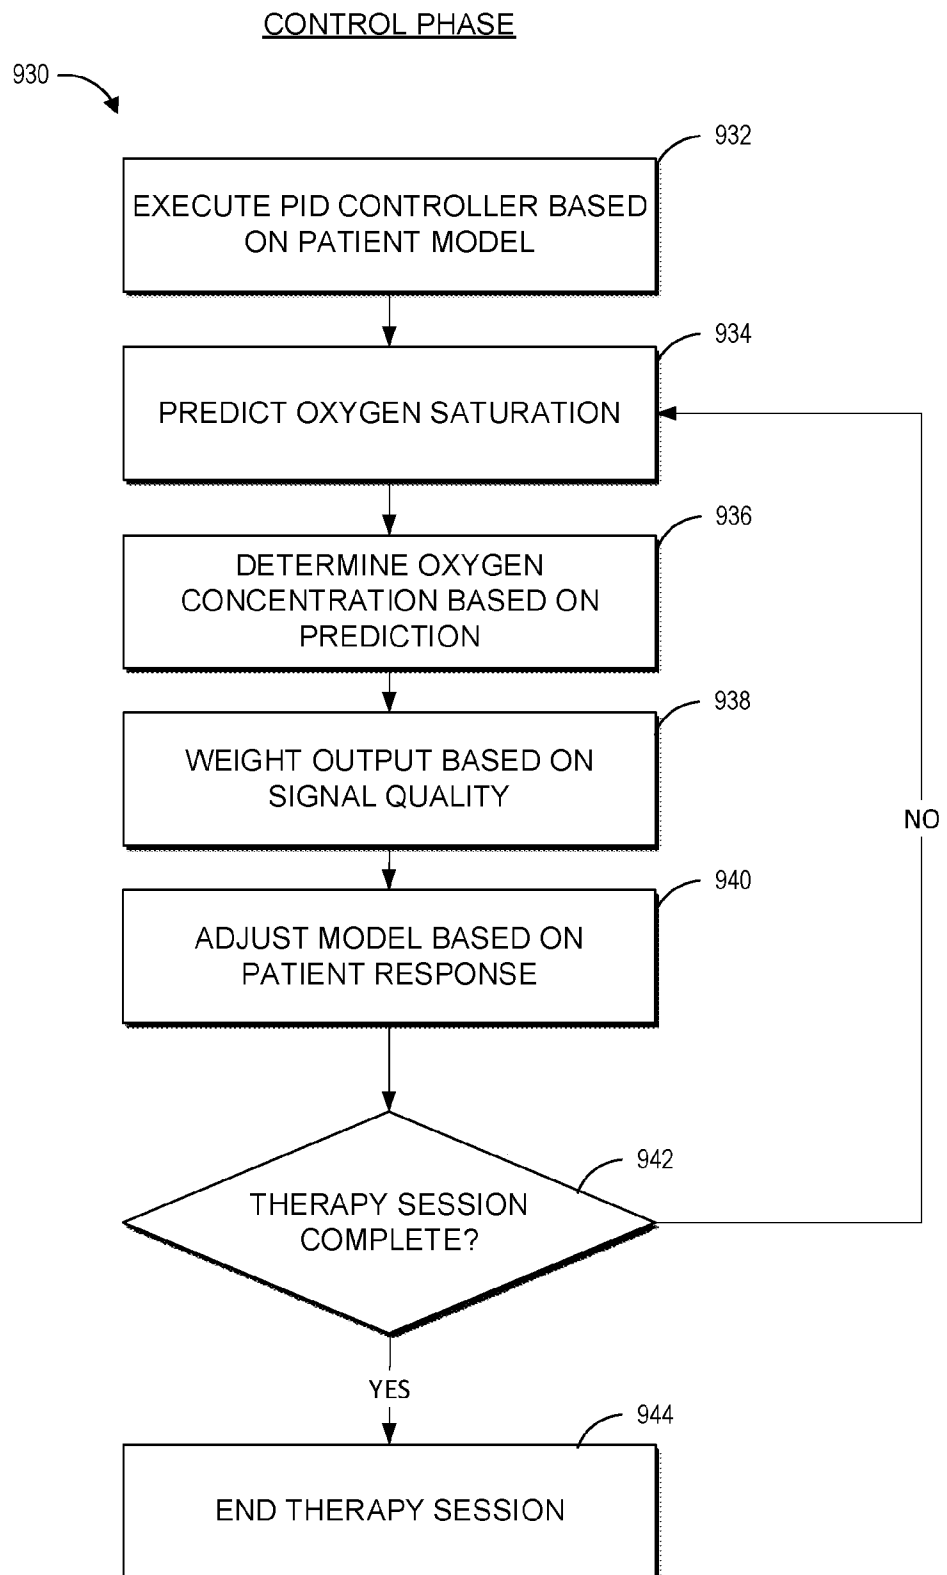 CONTROL PHASE
930
932
EXECUTE PID CONTROLLER BASED
ON PATIENT MODEL
934
PREDICT OXYGEN SATURATION
936
DETERMINE OXYGEN
CONCENTRATION BASED ON
PREDICTION
938
WEIGHT OUTPUT BASED ON
SIGNAL QUALITY
NO
940
ADJUST MODEL BASED ON
PATIENT RESPONSE
942
THERAPY SESSION
COMPLETE?
YES
944
END THERAPY SESSION